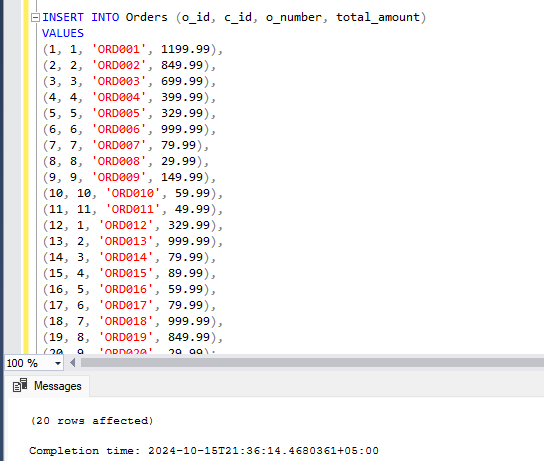 INSERT INTO Orders (o_id, c_id, o_number, total_amount)
VALUES
(1, 1, 'ORD001', 1199.99),
(2, 2, 'ORD002', 849.99),
(3, 3, 'ORD003', 699.99),
(4, 4, 'ORD004', 399.99),
(5, 5, 'ORD005', 329.99),
(6, 6, 'ORD006', 999.99),
(7, 7, 'ORD007', 79.99),
(8, 8, 'ORD008', 29.99),
(9, 9, 'ORD009', 149.99),
(10, 10, 'ORD010', 59.99),
(11, 11, 'ORD011', 49.99),
(12, 1, 'ORD012', 329.99),
(13, 2, 'ORD013', 999.99),
(14, 3, 'ORD014', 79.99),
(15, 4, 'ORD015', 89.99),
(16, 5, 'ORD016', 59.99),
(17, 6, 'ORD017', 79.99),
(18, 7, 'ORD018', 999.99),
(19, 8, 'ORD019', 849.99),
(20, 9, 'ORD020', 29.99);
100 %
Messages
(20 rows affected)
Completion time: 2024-10-15T21:36:14.4680361+05:00